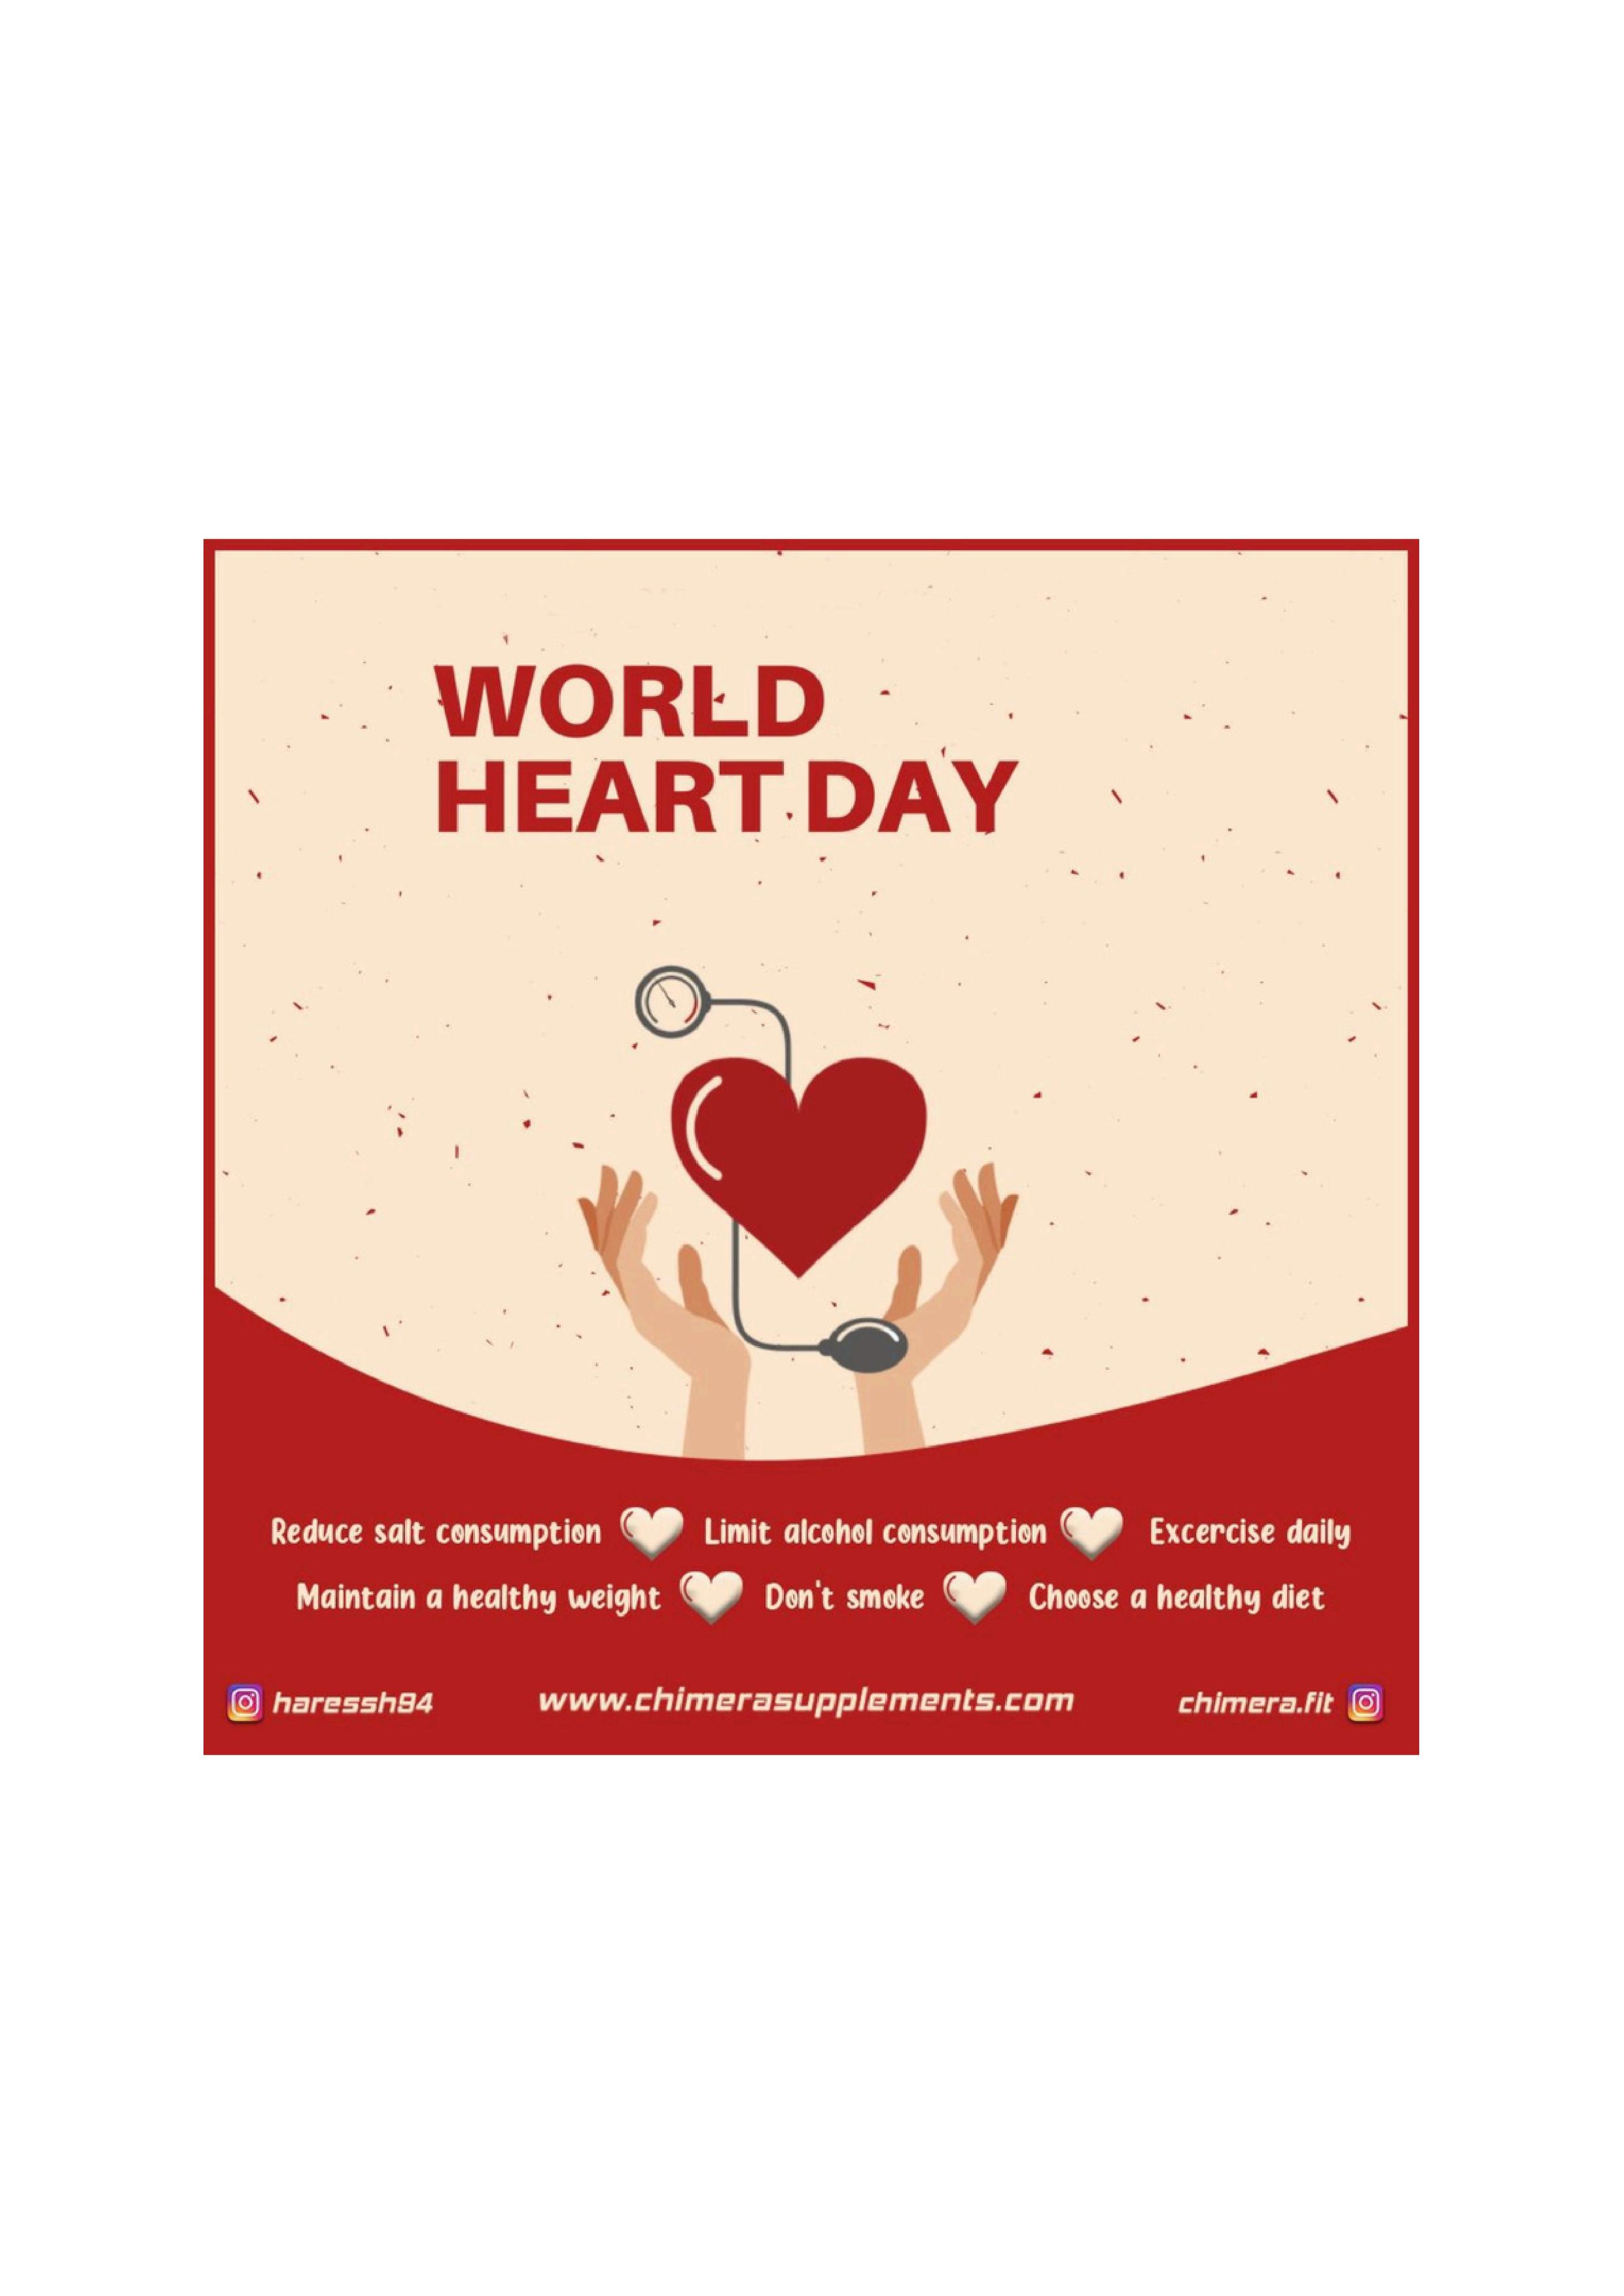 WORLD
HEART DAY
Reduce salt consumption Limit alcohol consumption Excercise daily
Maintain a healthy weight Don't smoke Choose a healthy diet
haressh84 www.chimerasupplements.com chimera.fit